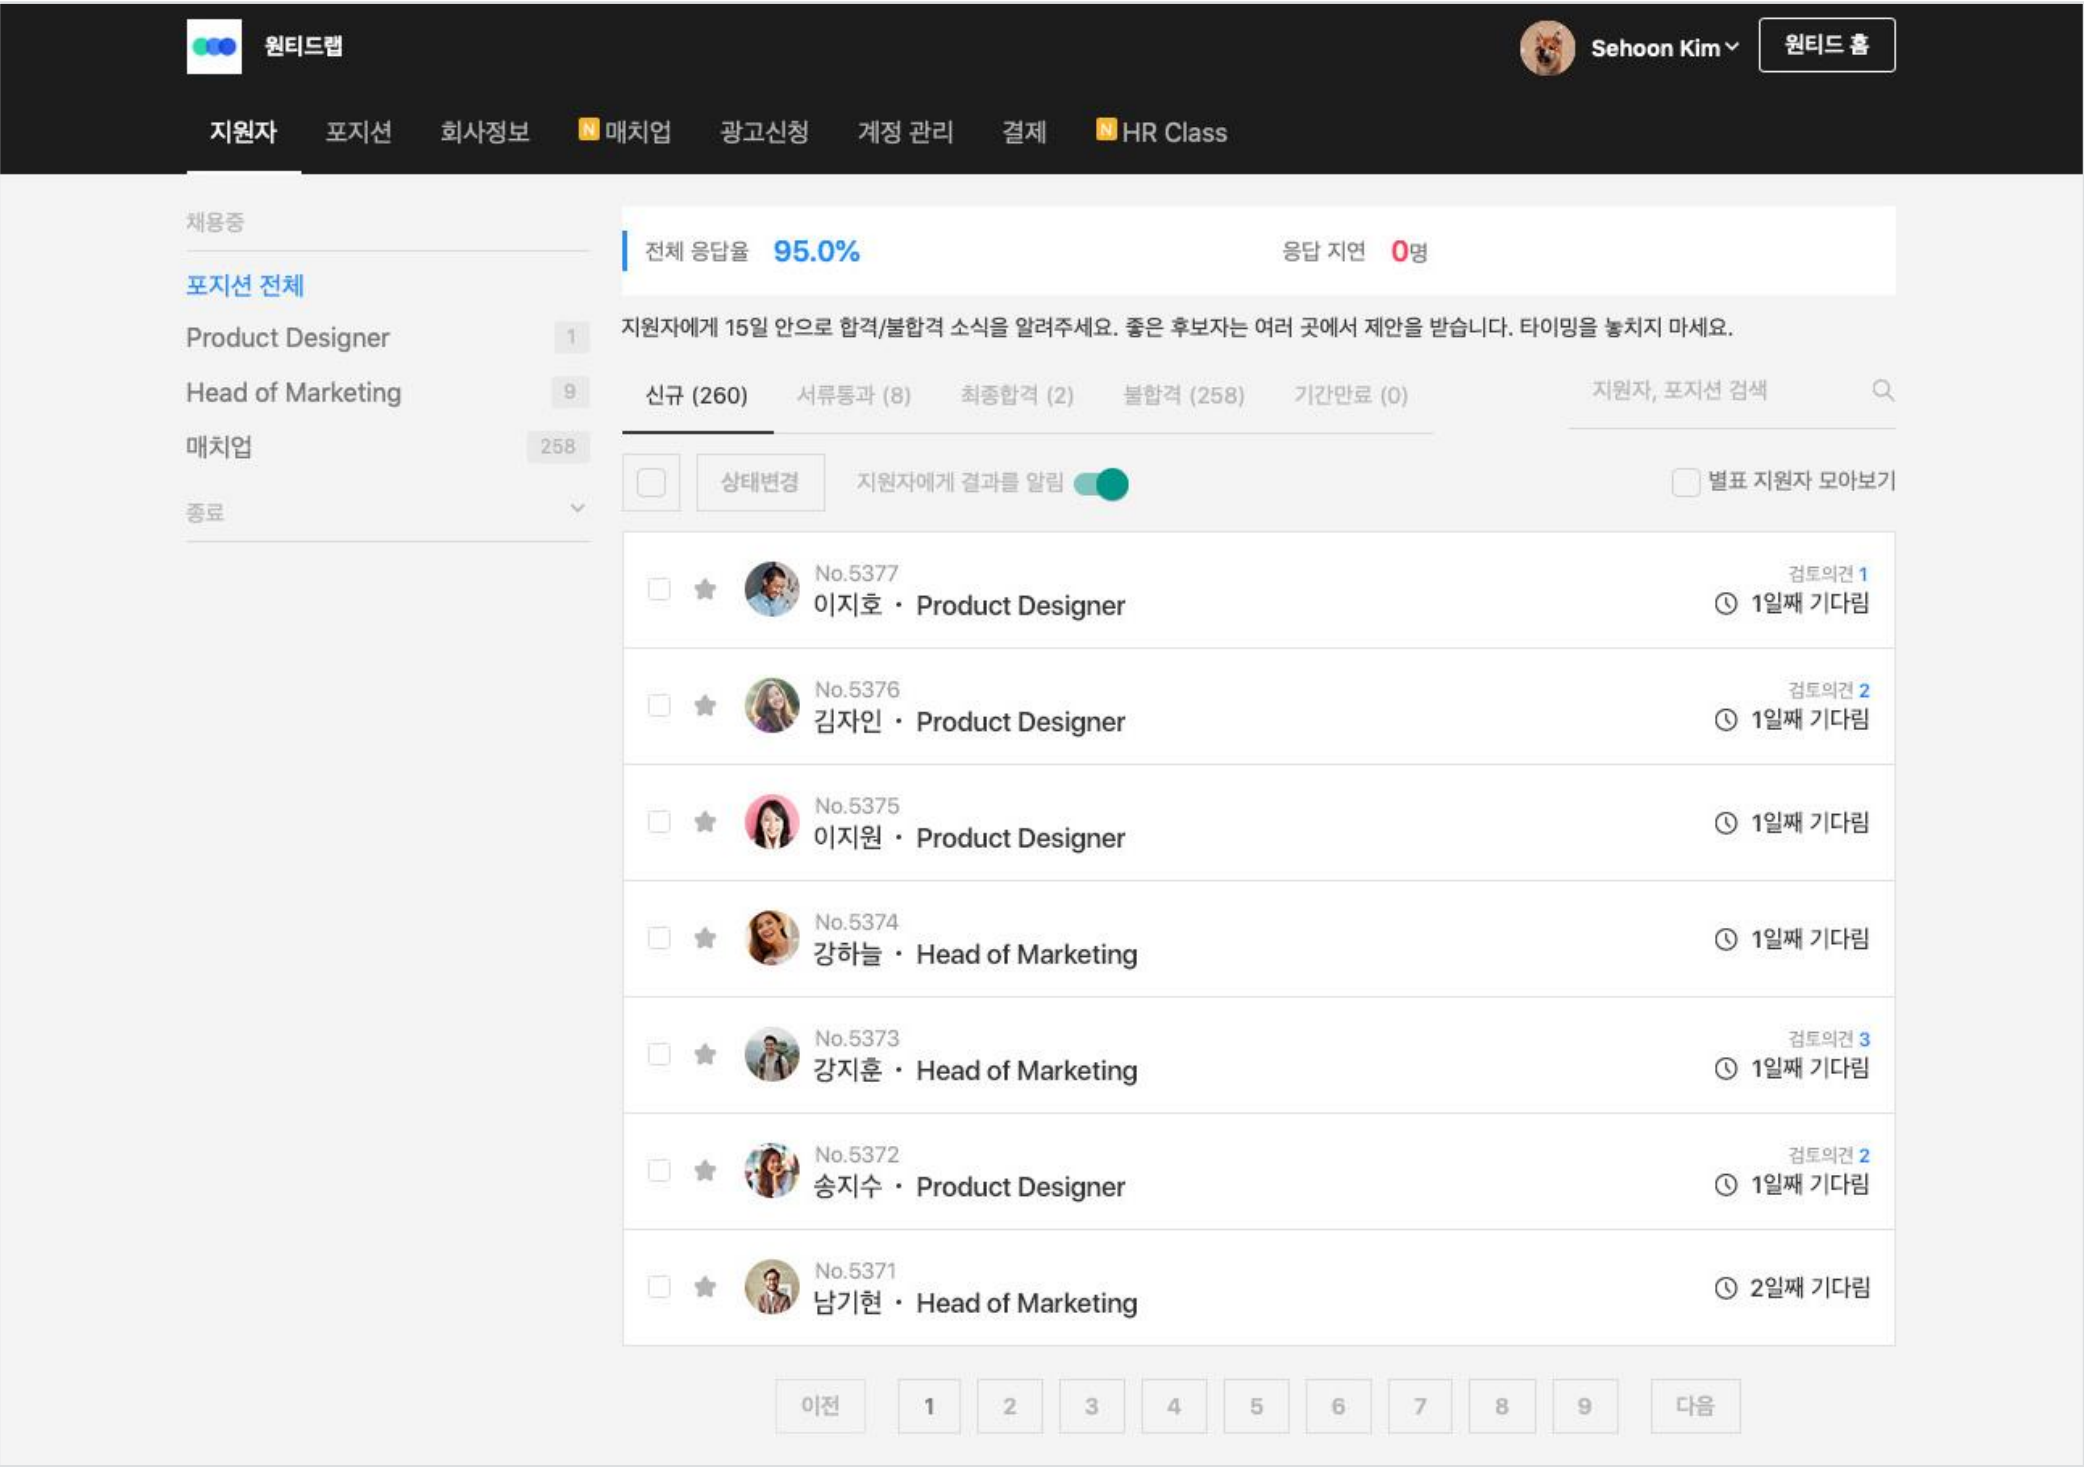 원티드랩
Sehoon Kim
원티드 홈
지원자 포지션 회사정보 N 매치업 광고신청 계정 관리 결제 N HR Class
채용중
포지션 전체
Product Designer 1
Head of Marketing 9
매치업 258
종료
전체 응답율 95.0% 응답 지연 0명
지원자에게 15일 안으로 합격/불합격 소식을 알려주세요. 좋은 후보자는 여러 곳에서 제안을 받습니다. 타이밍을 놓치지 마세요.
신규 (260) 서류통과 (8) 최종합격 (2) 불합격 (258) 기간만료 (0) 지원자, 포지션 검색
상태변경 지원자에게 결과를 알림 별표 지원자 모아보기
No.5377 검토의견 1
이지호 · Product Designer 1일째 기다림
No.5376 검토의견 2
김자인 · Product Designer 1일째 기다림
No.5375
이지원 · Product Designer 1일째 기다림
No.5374
강하늘 · Head of Marketing 1일째 기다림
No.5373 검토의견 3
강지훈 · Head of Marketing 1일째 기다림
No.5372 검토의견 2
송지수 · Product Designer 1일째 기다림
No.5371
남기현 · Head of Marketing 2일째 기다림
이전 1 2 3 4 5 6 7 8 9 다음